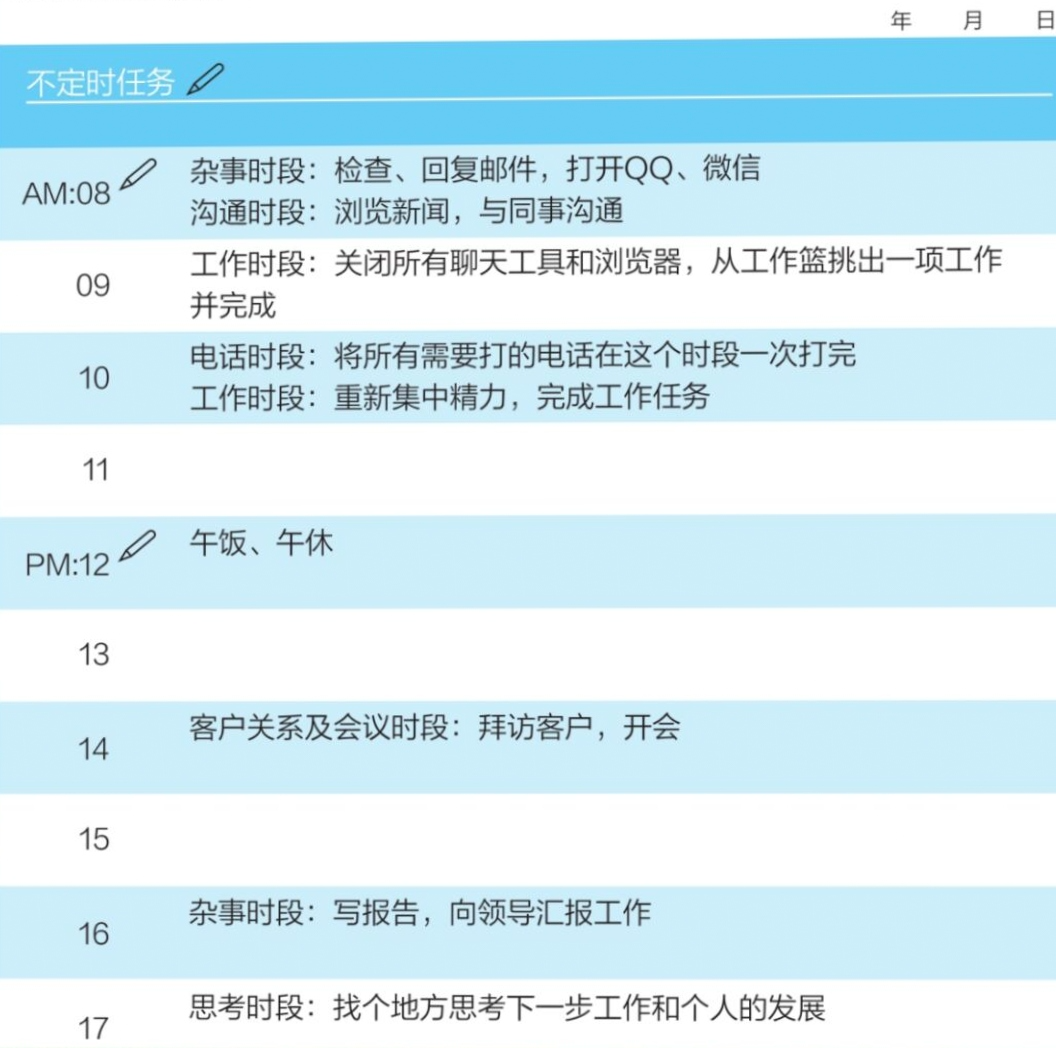 年 月 日
不定时任务
AM:08
杂事时段：检查、回复邮件，打开QQ、微信
沟通时段：浏览新闻，与同事沟通
09
工作时段：关闭所有聊天工具和浏览器，从工作篮挑出一项工作
并完成
10
电话时段：将所有需要打的电话在这个时段一次打完
工作时段：重新集中精力，完成工作任务
11
PM:12
午饭、午休
13
14
客户关系及会议时段：拜访客户，开会
15
16
杂事时段：写报告，向领导汇报工作
17
思考时段：找个地方思考下一步工作和个人的发展